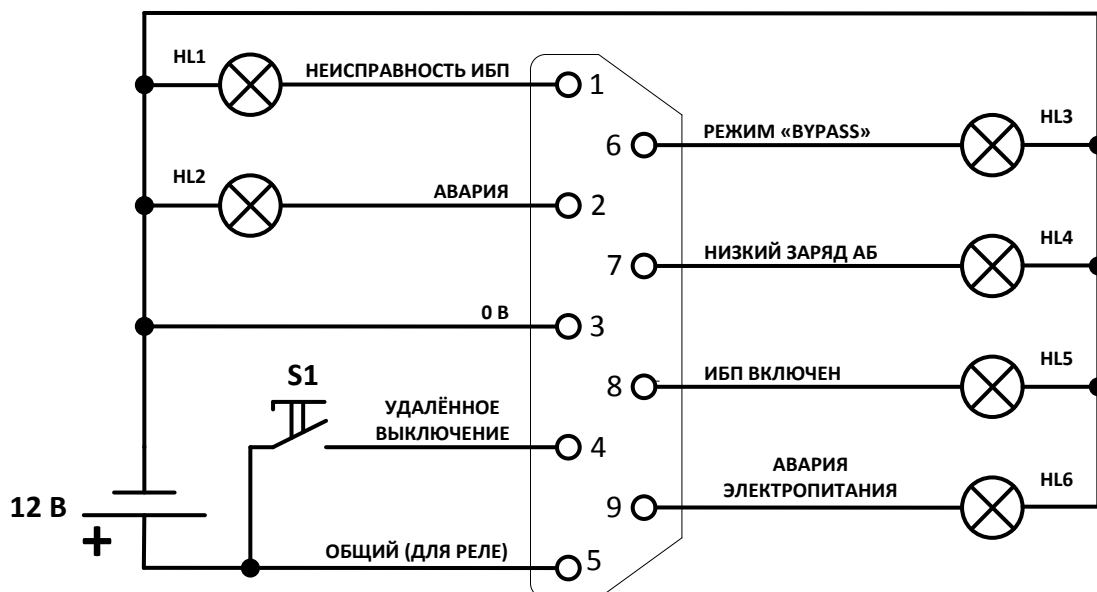 HL1
НЕИСПРАВНОСТЬ ИБП
1
6
РЕЖИМ «BYPASS»
HL3
HL2
АВАРИЯ
2
7
НИЗКИЙ ЗАРЯД АБ
HL4
0 В
3
8
ИБП ВКЛЮЧЕН
HL5
S1
УДАЛЁННОЕ
ВЫКЛЮЧЕНИЕ
4
9
АВАРИЯ
ЭЛЕКТРОПИТАНИЯ
HL6
12 В
+
ОБЩИЙ (ДЛЯ РЕЛЕ)
5